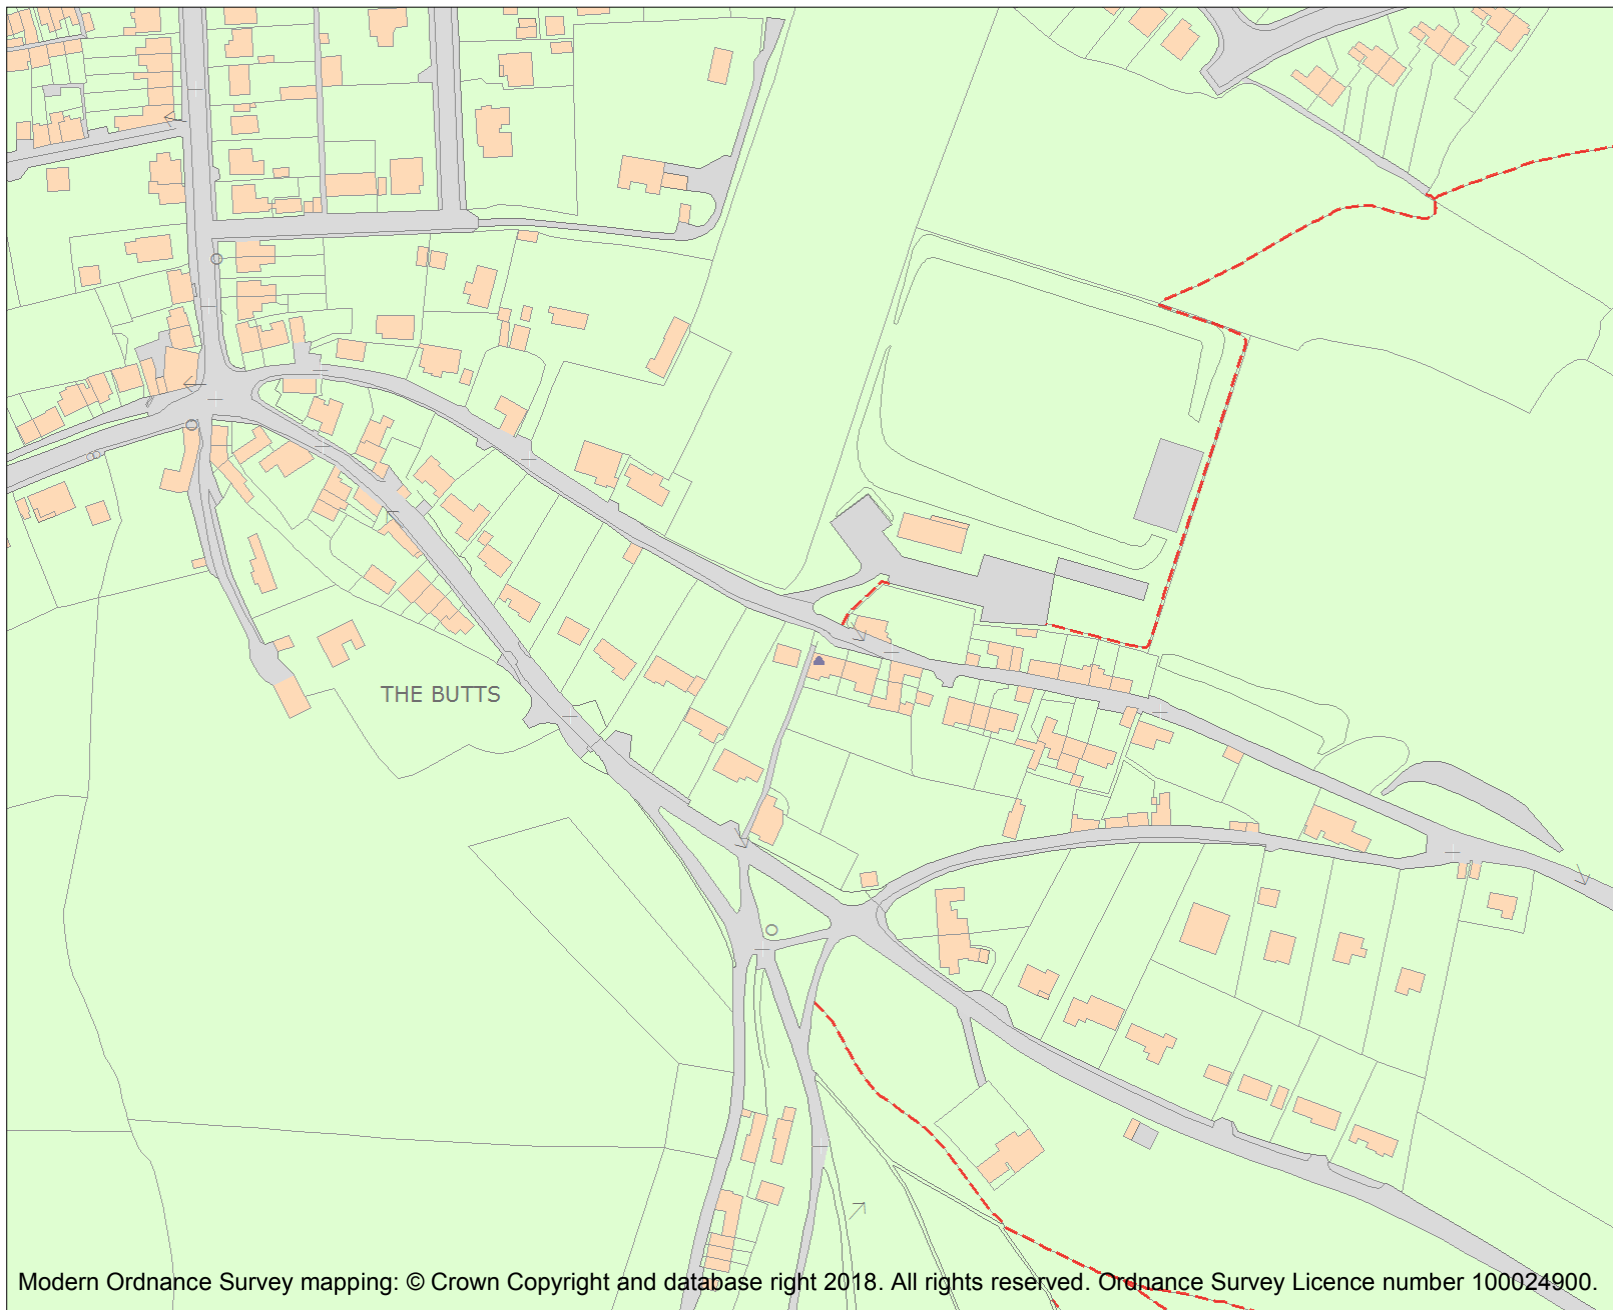 THE BUTTS
Modern Ordnance Survey mapping: © Crown Copyright and database right 2018. All rights reserved. Ordnance Survey Licence number 100024900.